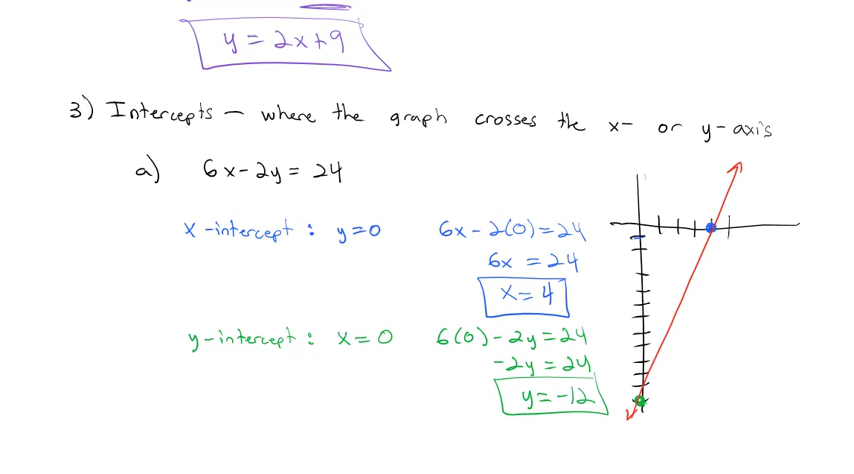 y = 2x+9
3) Intercepts – where the graph crosses the x- or y-axis
a) 6x-2y = 24
x-intercept: y=0 6x - 2(0) = 24
6x = 24
x = 4
y-intercept: x=0 6(0) - 2y = 24
-2y = 24
y = -12